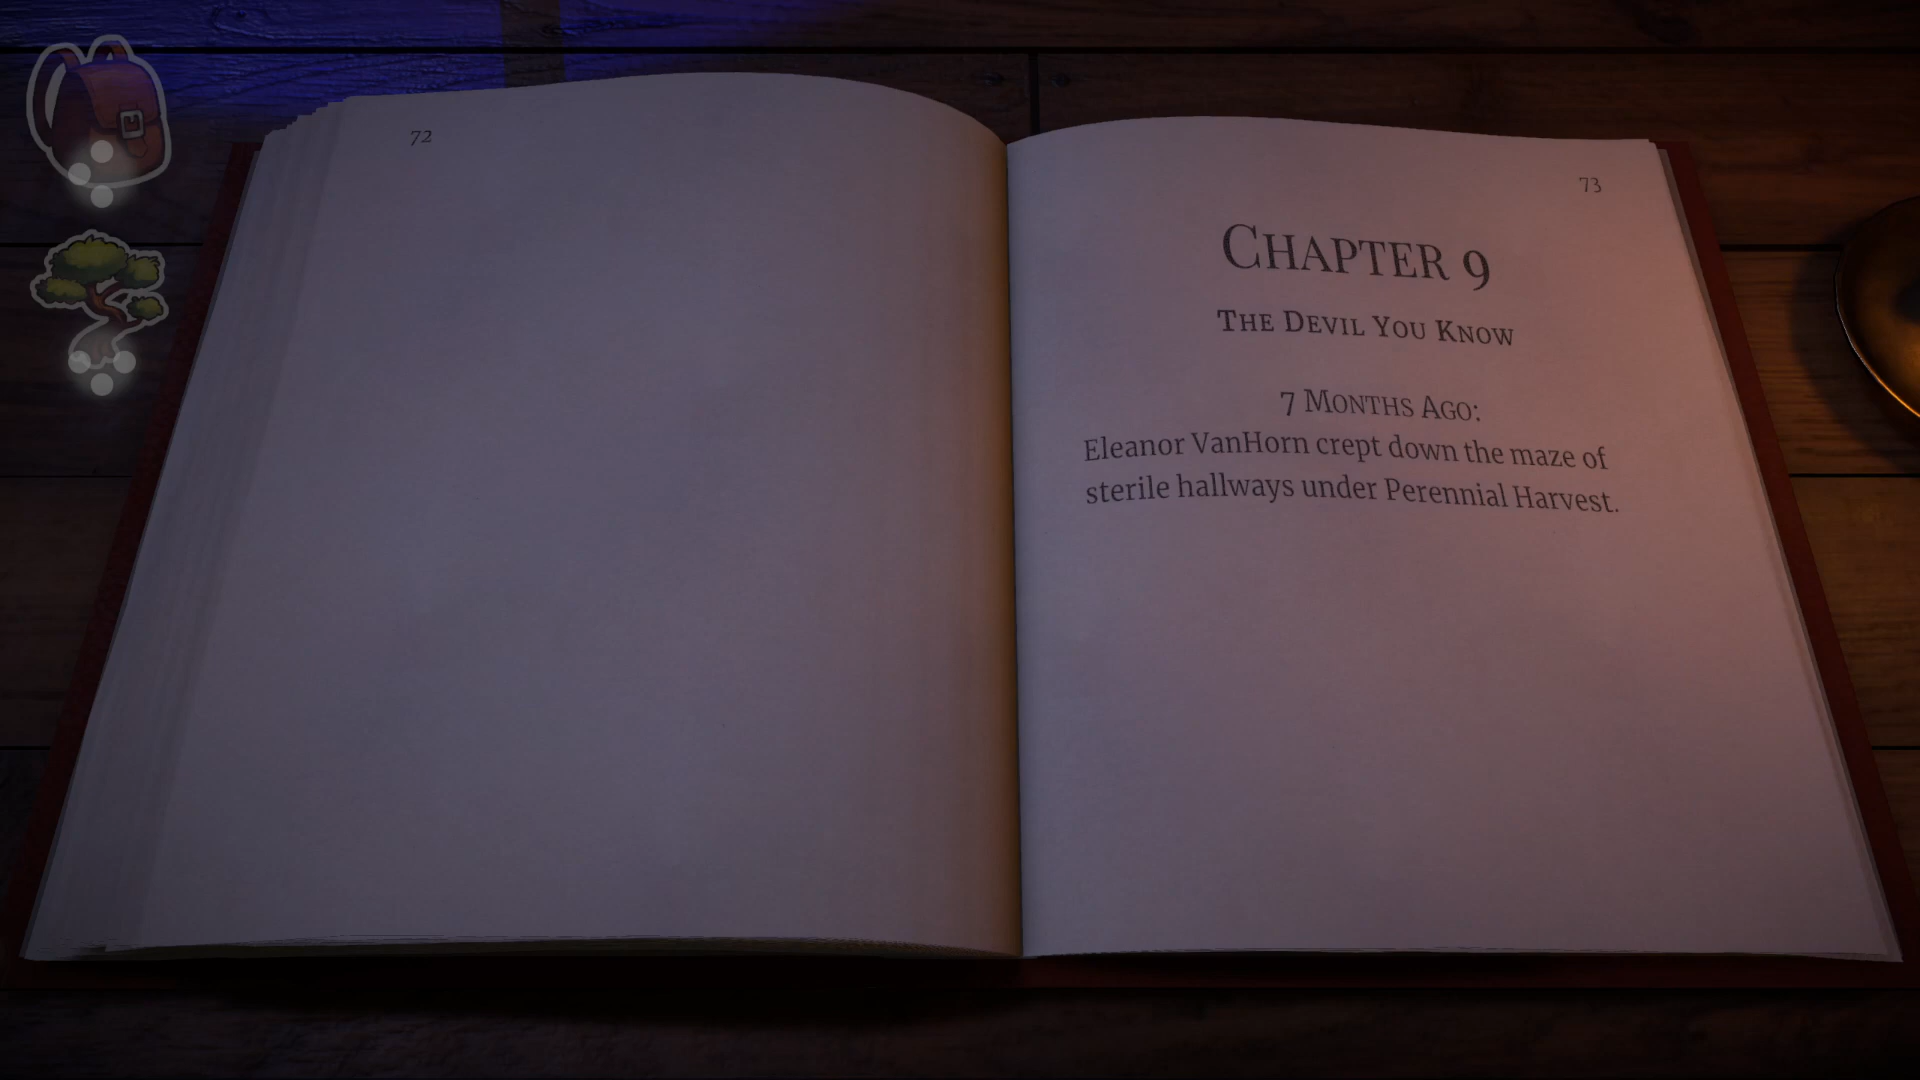 72
73
Chapter 9
The Devil You Know
7 Months Ago:
Eleanor VanHorn crept down the maze of
sterile hallways under Perennial Harvest.